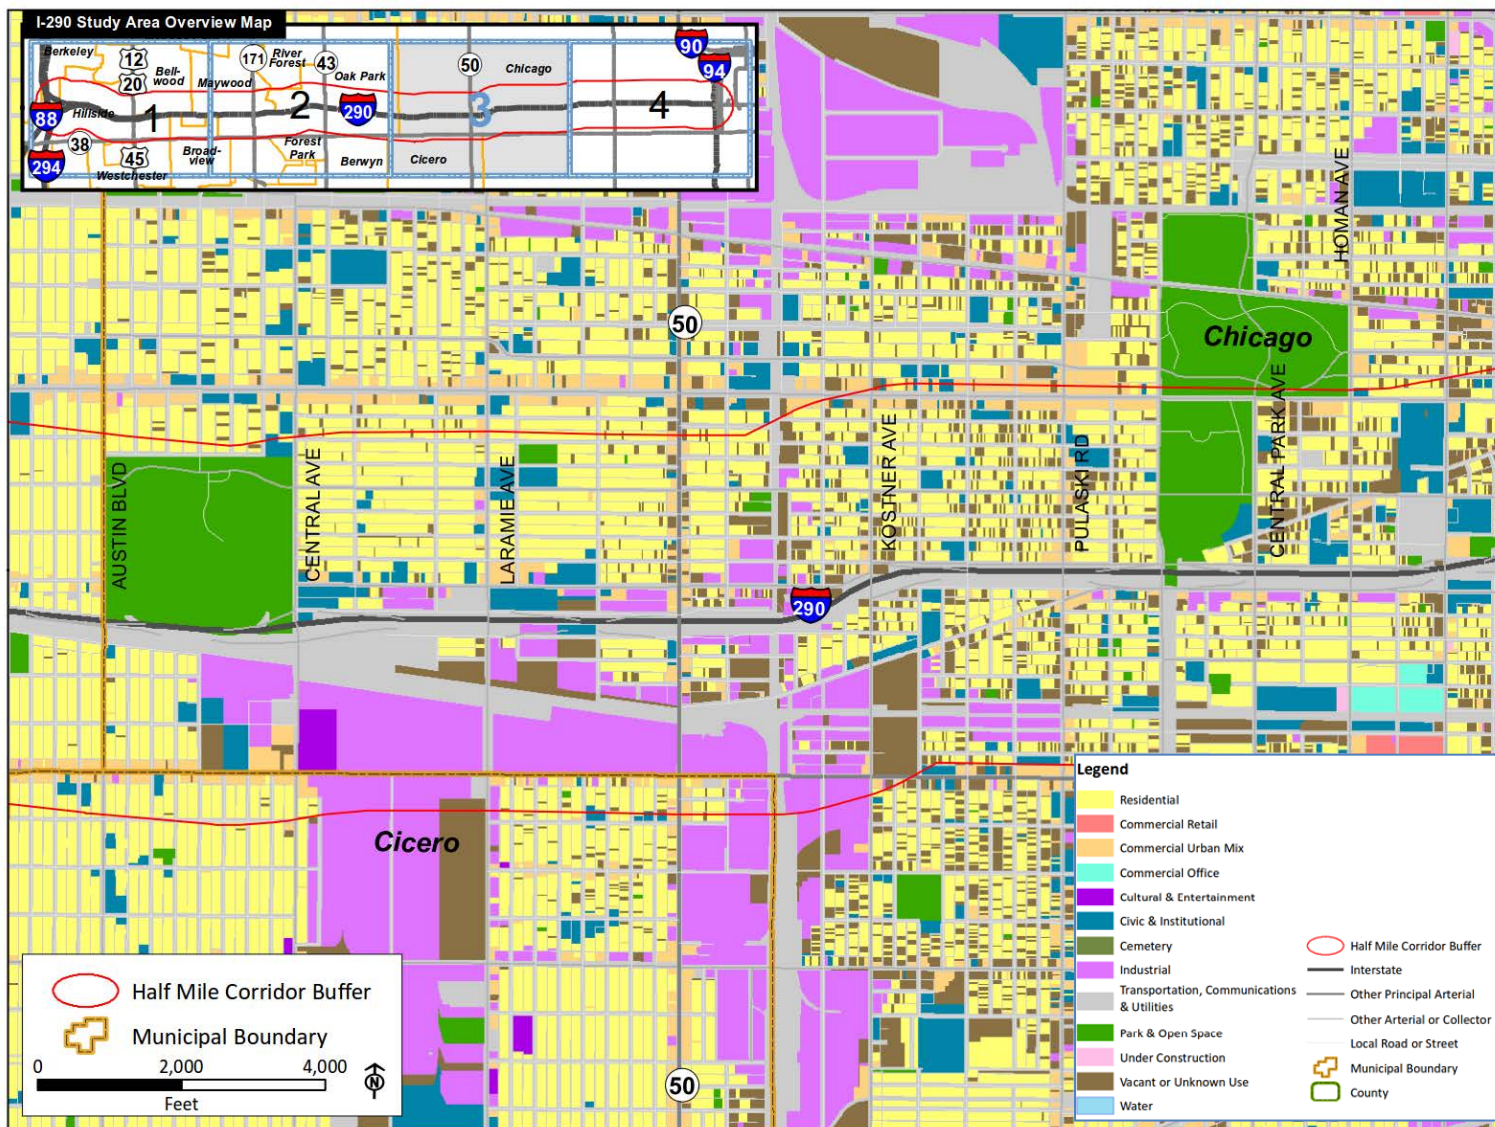 I-290 Study Area Overview Map
Berkeley
12
20
Bell-
wood
Maywood
171
River
Forest
43
Oak Park
50
Chicago
90
94
88
Hillside
1
2
290
3
4
38
294
45
Westchester
Broad-
view
Forest
Park
Berwyn
Cicero
HOMAN AVE
50
Chicago
AUSTIN BLVD
CENTRAL AVE
LARAMIE AVE
KOSTNER AVE
PULASKI RD
CENTRAL PARK AVE
290
Cicero
50
Half Mile Corridor Buffer
Municipal Boundary
0 2,000 4,000
Feet
N
Legend
Residential
Commercial Retail
Commercial Urban Mix
Commercial Office
Cultural & Entertainment
Civic & Institutional
Cemetery
Industrial
Transportation, Communications
& Utilities
Park & Open Space
Under Construction
Vacant or Unknown Use
Water
Half Mile Corridor Buffer
Interstate
Other Principal Arterial
Other Arterial or Collector
Local Road or Street
Municipal Boundary
County